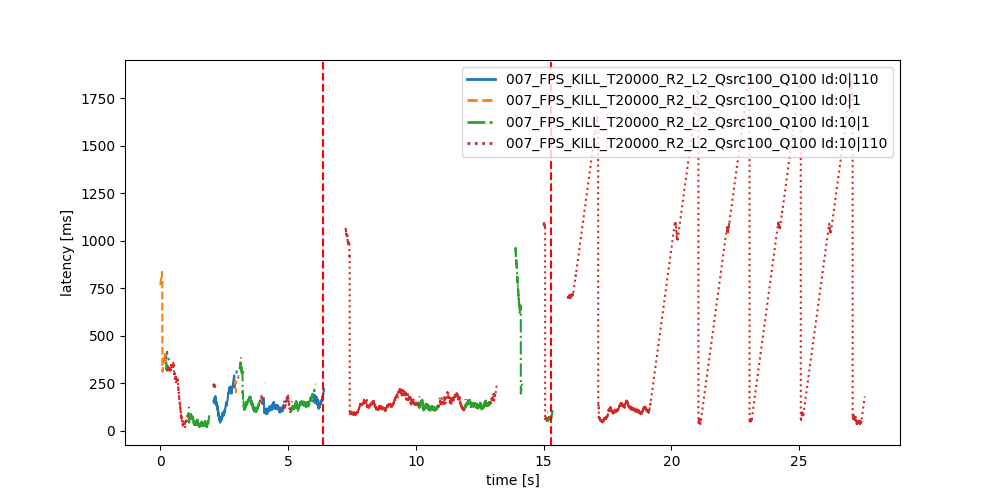 007_FPS_KILL_T20000_R2_L2_Qsrc100_Q100 Id:0|110
007_FPS_KILL_T20000_R2_L2_Qsrc100_Q100 Id:0|1
007_FPS_KILL_T20000_R2_L2_Qsrc100_Q100 Id:10|1
007_FPS_KILL_T20000_R2_L2_Qsrc100_Q100 Id:10|110
latency [ms]
1750
1500
1250
1000
750
500
250
0
0 5 10 15 20 25
time [s]